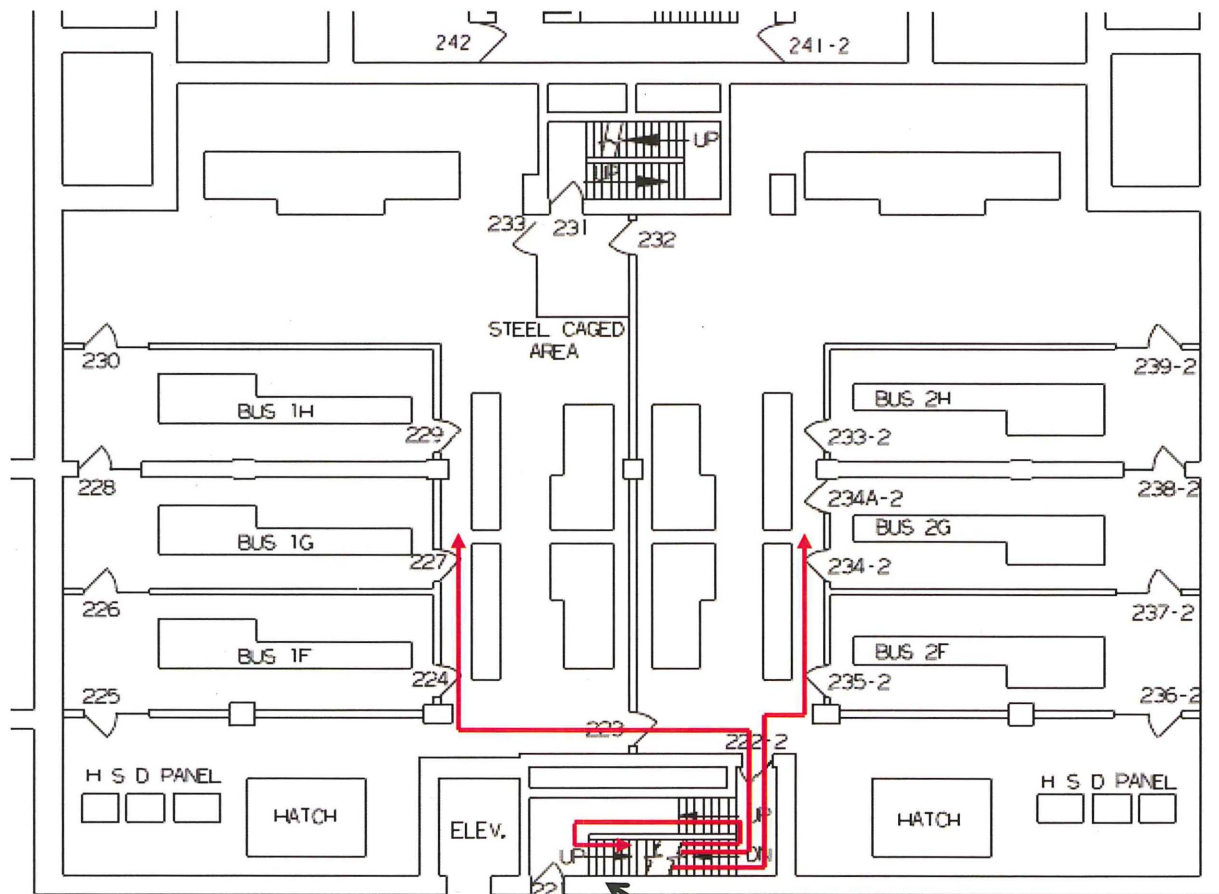 242
241-2
UP
UP
233
231
232
STEEL CAGED
AREA
230
239-2
BUS 1H
BUS 2H
229
233-2
228
234A-2
238-2
BUS 1G
BUS 2G
227
234-2
226
237-2
BUS 1F
BUS 2F
224
235-2
225
236-2
223
222-2
H S D PANEL
H S D PANEL
HATCH
ELEV.
UP
HATCH
UP
DN
22